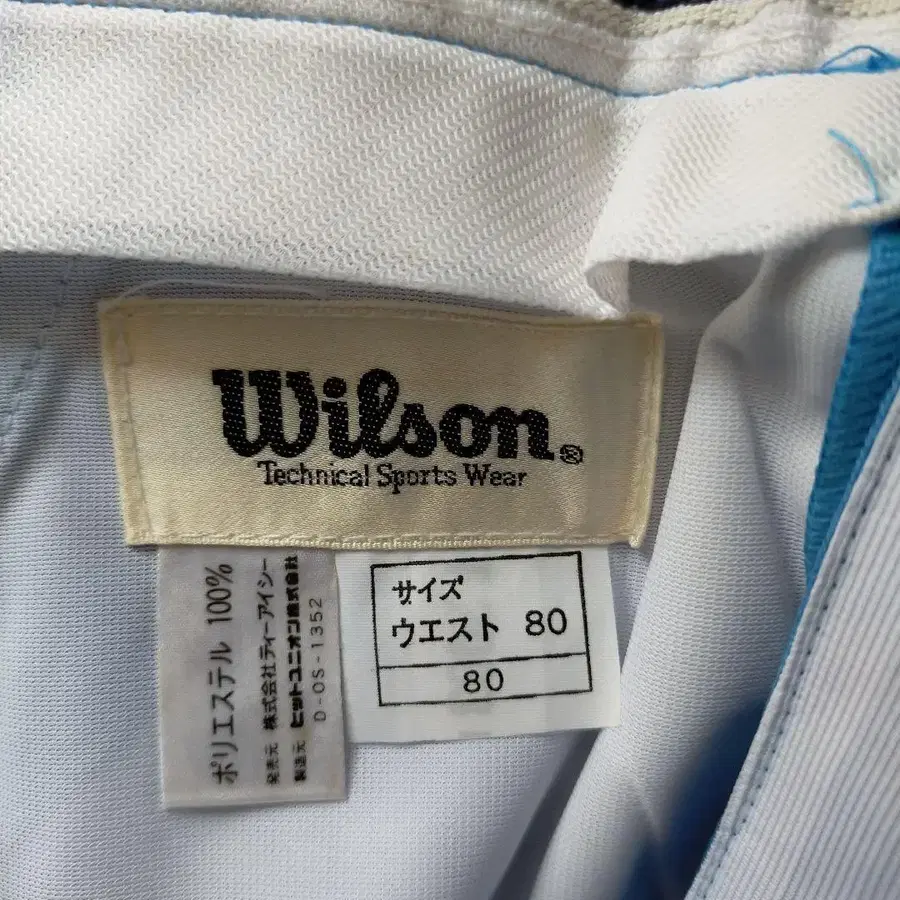 Wilson®
Technical Sports Wear
ポリエステル 100%
発売元 株式会社ティーアイシー
製造元 ヒットユニオン株式会社
D-OS-1352
サイズ
ウエスト 80
80